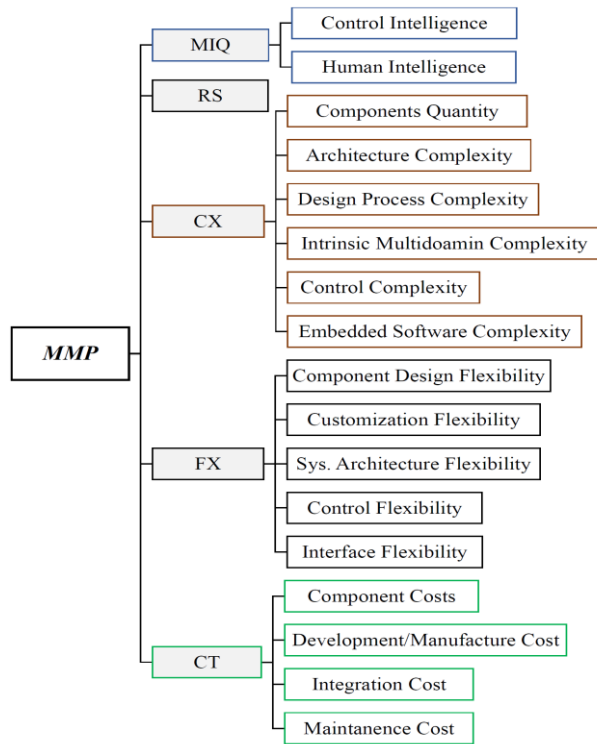 MMP
MIQ
Control Intelligence
Human Intelligence
RS
CX
Components Quantity
Architecture Complexity
Design Process Complexity
Intrinsic Multidoamin Complexity
Control Complexity
Embedded Software Complexity
FX
Component Design Flexibility
Customization Flexibility
Sys. Architecture Flexibility
Control Flexibility
Interface Flexibility
CT
Component Costs
Development/Manufacture Cost
Integration Cost
Maintanence Cost